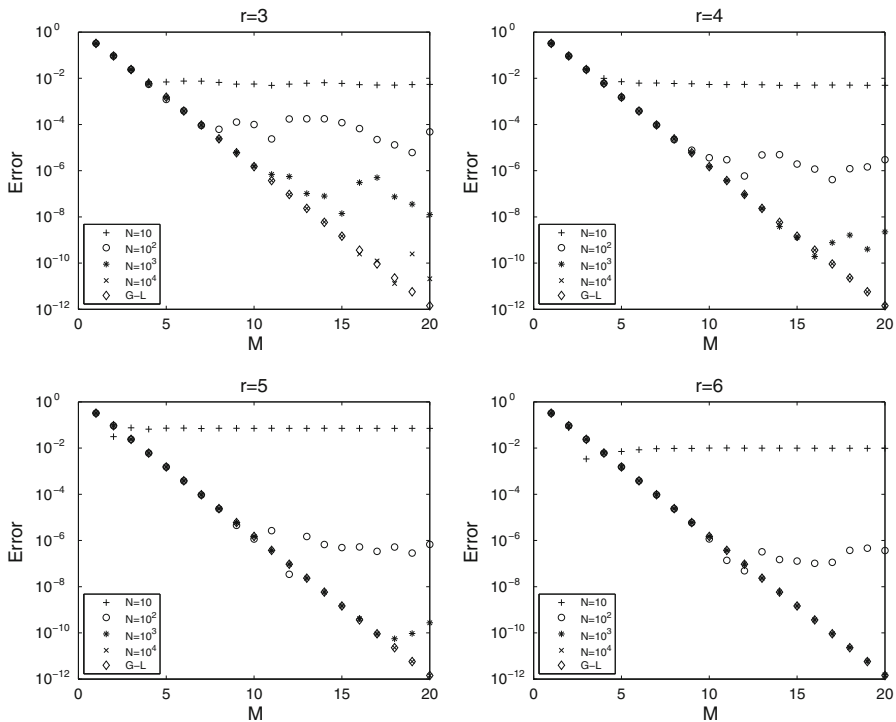 r=3
10^0
10^-2
10^-4
10^-6
10^-8
10^-10
10^-12
Error
N=10
N=10^2
N=10^3
N=10^4
G-L
0 5 10 15 20
M
r=4
10^0
10^-2
10^-4
10^-6
10^-8
10^-10
10^-12
Error
N=10
N=10^2
N=10^3
N=10^4
G-L
0 5 10 15 20
M
r=5
10^0
10^-2
10^-4
10^-6
10^-8
10^-10
10^-12
Error
N=10
N=10^2
N=10^3
N=10^4
G-L
0 5 10 15 20
M
r=6
10^0
10^-2
10^-4
10^-6
10^-8
10^-10
10^-12
Error
N=10
N=10^2
N=10^3
N=10^4
G-L
0 5 10 15 20
M